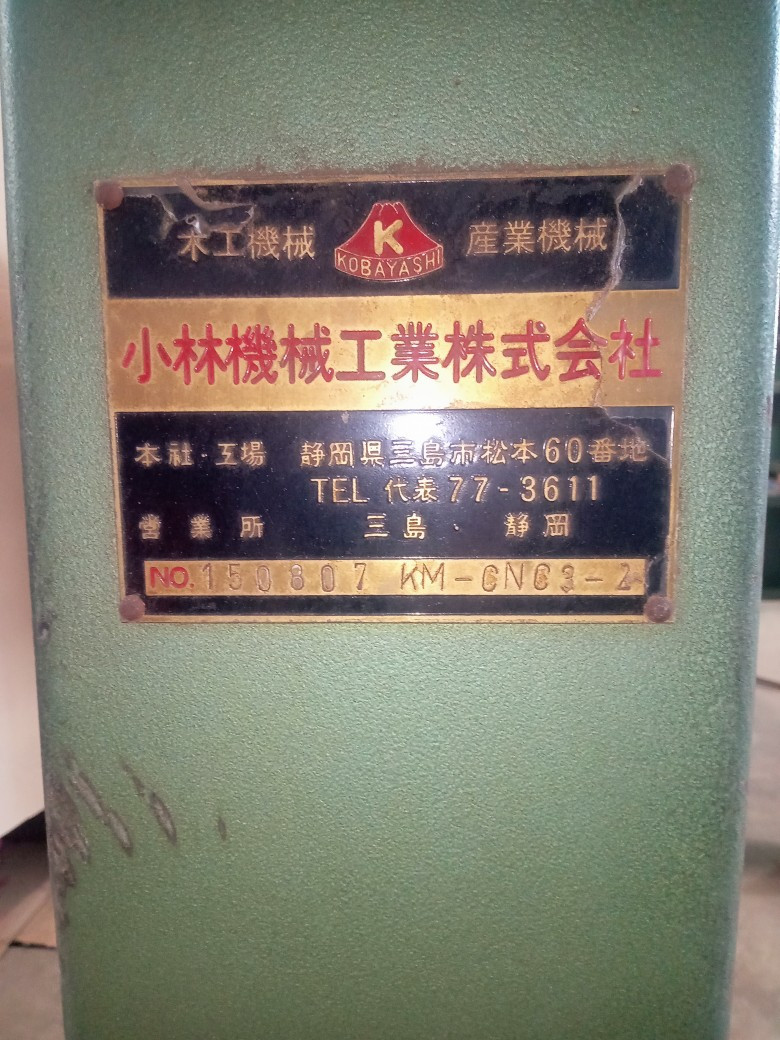 木工機械 K KOBAYASHI 産業機械
小林機械工業株式会社
本社・工場 静岡県三島市松本60番地
TEL 代表 77-3611
営業所 三島・静岡
NO. 150807 KM-CNC3-2